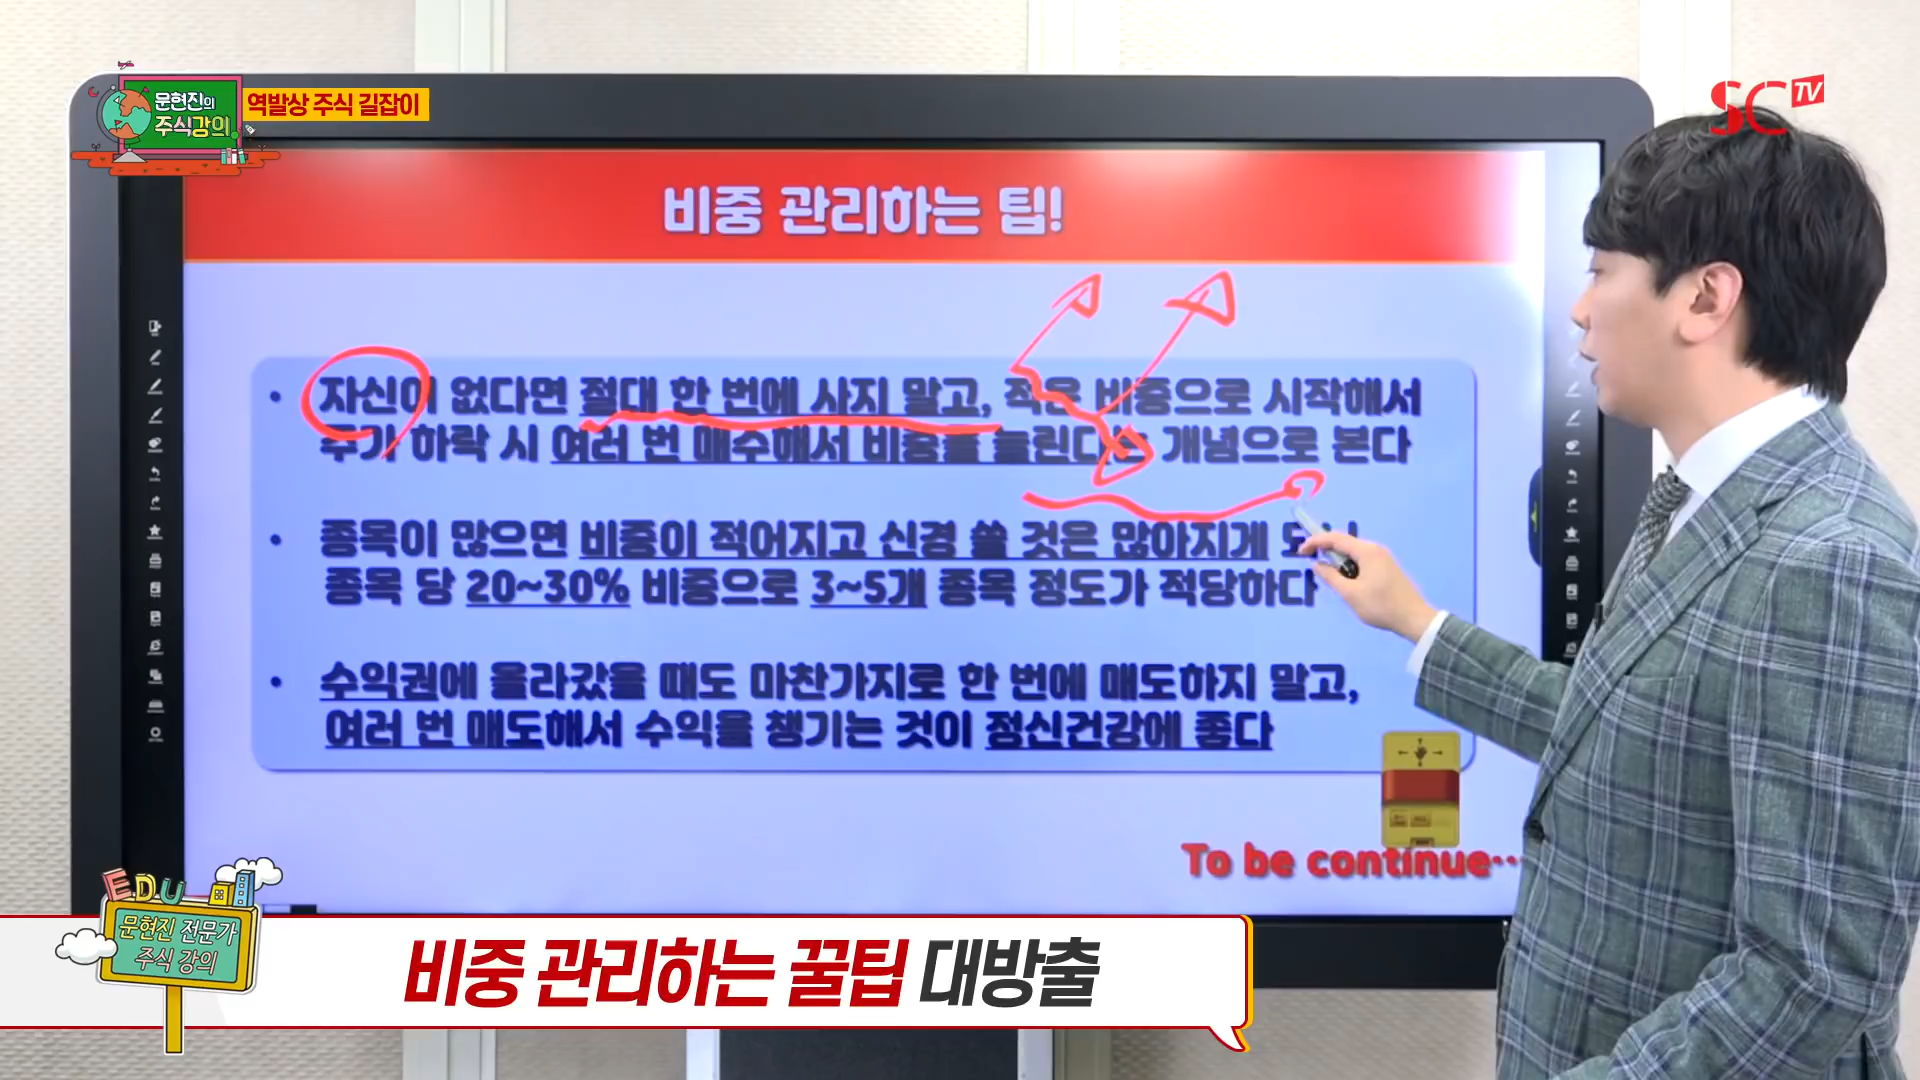 문현진의
주식강의
역발상 주식 길잡이
SC TV
비중 관리하는 팁!
• 자신이 없다면 절대 한 번에 사지 말고, 적은 비중으로 시작해서
주가 하락 시 여러 번 매수해서 비중을 늘린다는 개념으로 본다
• 종목이 많으면 비중이 적어지고 신경 쓸 것은 많아지게
종목 당 20~30% 비중으로 3~5개 종목 정도가 적당하다
• 수익권에 올라갔을 때도 마찬가지로 한 번에 매도하지 말고,
여러 번 매도해서 수익을 챙기는 것이 정신건강에 좋다
To be continue···
EDU
문현진 전문가
주식 강의
비중 관리하는 꿀팁 대방출